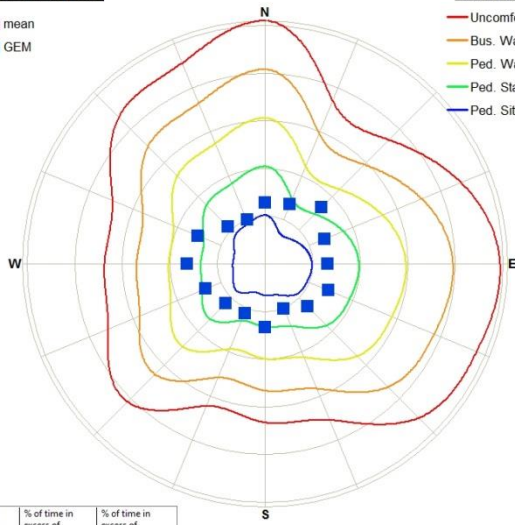 N
mean
GEM
Uncomf
Bus. Wa
Ped. Wa
Ped. Sta
Ped. Sit
W
E
S
% of time in % of time in
excess of excess of